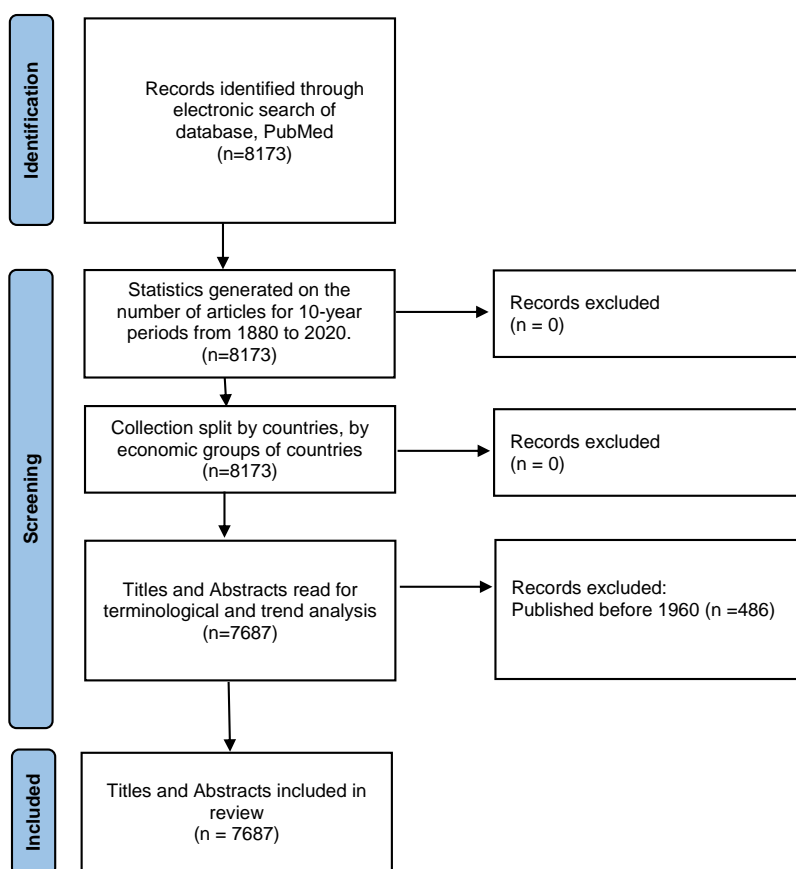 Identification
Records identified through
electronic search of
database, PubMed
(n=8173)
Screening
Statistics generated on the
number of articles for 10-year
periods from 1880 to 2020.
(n=8173)
Records excluded
(n = 0)
Collection split by countries, by
economic groups of countries
(n=8173)
Records excluded
(n = 0)
Titles and Abstracts read for
terminological and trend analysis
(n=7687)
Records excluded:
Published before 1960 (n =486)
Included
Titles and Abstracts included in
review
(n = 7687)